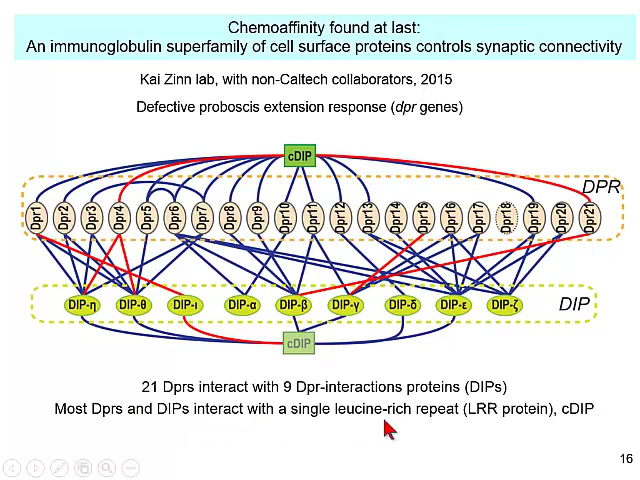 Chemoaffinity found at last:
An immunoglobulin superfamily of cell surface proteins controls synaptic connectivity
Kai Zinn lab, with non-Caltech collaborators, 2015
Defective proboscis extension response (dpr genes)
cDIP
DPR
Dpr1 Dpr2 Dpr3 Dpr4 Dpr5 Dpr6 Dpr7 Dpr8 Dpr9 Dpr10 Dpr11 Dpr12 Dpr13 Dpr14 Dpr15 Dpr16 Dpr17 Dpr18 Dpr19 Dpr20 Dpr21
DIP-η DIP-θ DIP-ι DIP-α DIP-β DIP-γ DIP-δ DIP-ε DIP-ζ DIP
cDIP
21 Dprs interact with 9 Dpr-interactions proteins (DIPs)
Most Dprs and DIPs interact with a single leucine-rich repeat (LRR protein), cDIP
16